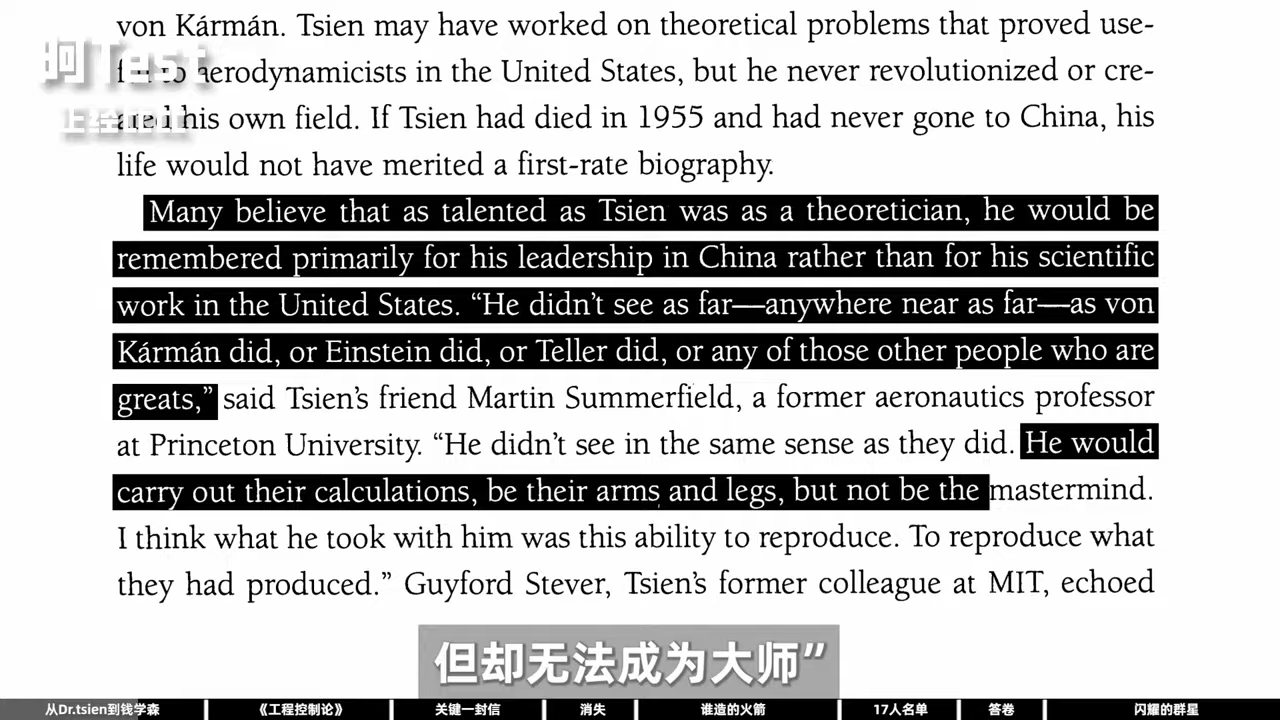 von Kármán. Tsien may have worked on theoretical problems that proved use-
to aerodynamicists in the United States, but he never revolutionized or cre-
ated his own field. If Tsien had died in 1955 and had never gone to China, his
life would not have merited a first-rate biography.
Many believe that as talented as Tsien was as a theoretician, he would be
remembered primarily for his leadership in China rather than for his scientific
work in the United States. “He didn’t see as far—anywhere near as far—as von
Kármán did, or Einstein did, or Teller did, or any of those other people who are
greats,” said Tsien’s friend Martin Summerfield, a former aeronautics professor
at Princeton University. “He didn’t see in the same sense as they did. He would
carry out their calculations, be their arms and legs, but not be the mastermind.
I think what he took with him was this ability to reproduce. To reproduce what
they had produced.” Guyford Stever, Tsien’s former colleague at MIT, echoed
Test
但却无法成为大师”
从Dr.tsien到钱学森 《工程控制论》 关键一封信 消失 谁造的火箭 17人名单 答卷 闪耀的群星